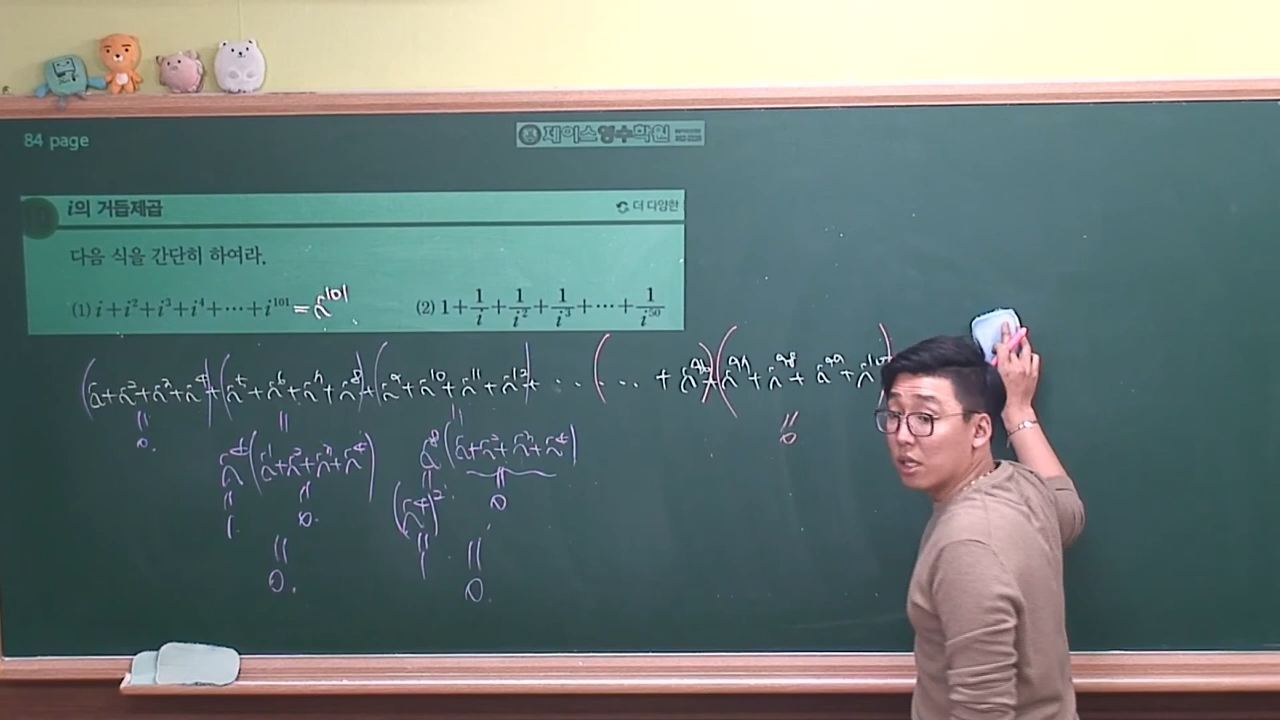 84 page
제이스영수학원
i의 거듭제곱
더 다양한
다음 식을 간단히 하여라.
(1) i+i²+i³+i⁴+⋯+i¹⁰¹ = i¹⁰¹
(2) 1+1/i+1/i²+1/i³+⋯+1/i⁵⁰
(i+i²+i³+i⁴)+(i⁵+i⁶+i⁷+i⁸)+(i⁹+i¹⁰+i¹¹+i¹²)+ ⋯ (⋯ + i⁹⁶)+(i⁹⁷+i⁹⁸+i⁹⁹+i¹⁰⁰)
= 0
= 0
i⁴(i¹+i²+i³+i⁴)
= 1
= 0
= 0.
i⁸(i+i²+i³+i⁴)
= (i⁴)²
= 0
= 1
= 0.